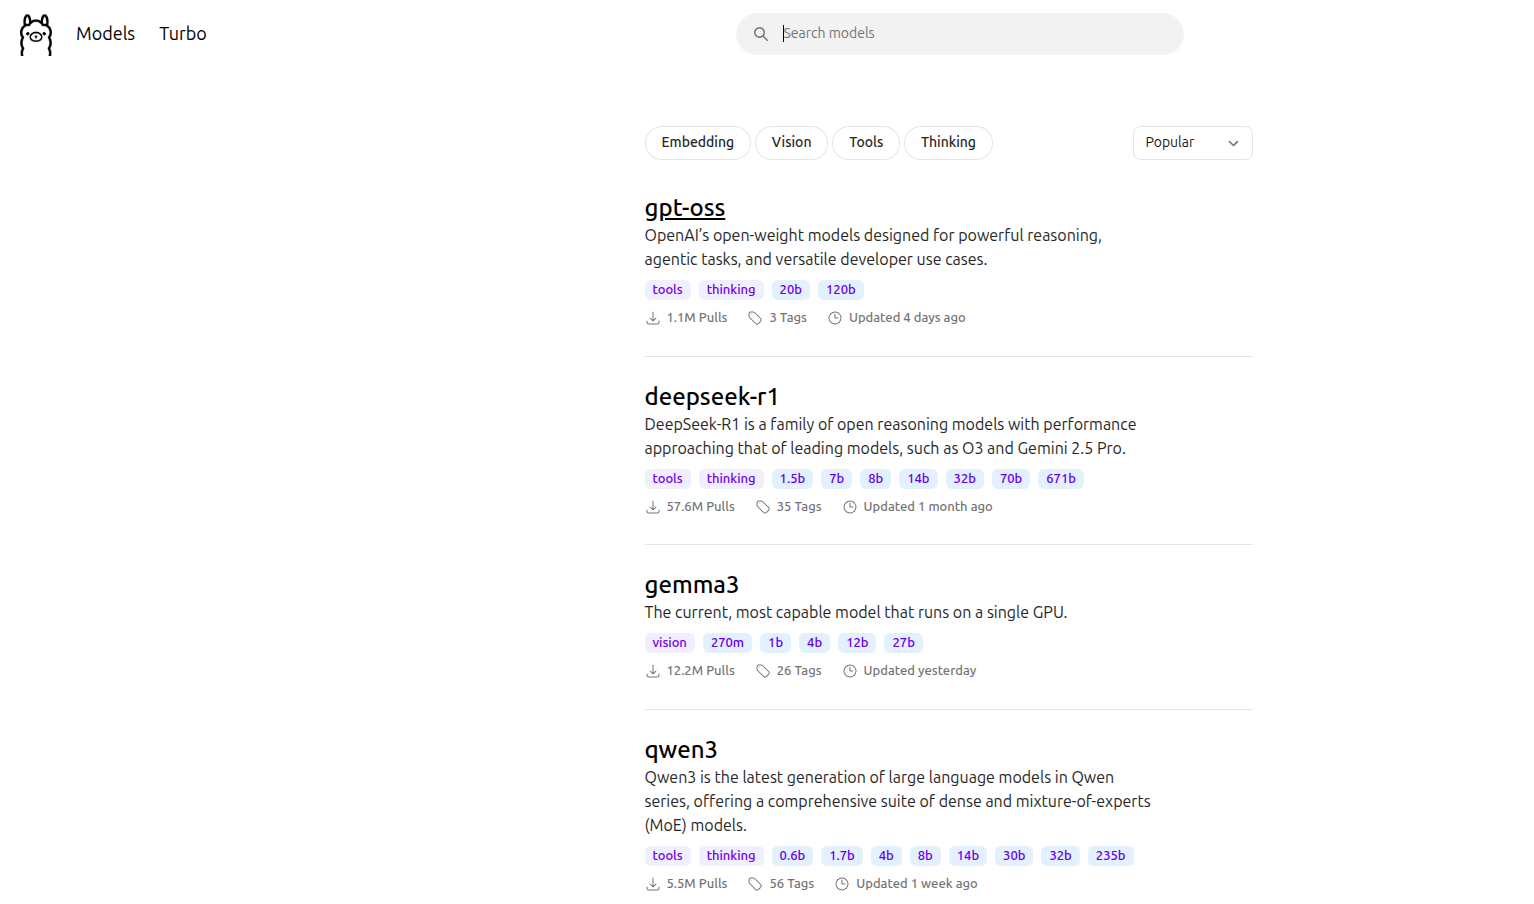 Models Turbo Search models
Embedding Vision Tools Thinking Popular
gpt-oss
OpenAI’s open-weight models designed for powerful reasoning,
agentic tasks, and versatile developer use cases.
tools thinking 20b 120b
1.1M Pulls 3 Tags Updated 4 days ago
deepseek-r1
DeepSeek-R1 is a family of open reasoning models with performance
approaching that of leading models, such as O3 and Gemini 2.5 Pro.
tools thinking 1.5b 7b 8b 14b 32b 70b 671b
57.6M Pulls 35 Tags Updated 1 month ago
gemma3
The current, most capable model that runs on a single GPU.
vision 270m 1b 4b 12b 27b
12.2M Pulls 26 Tags Updated yesterday
qwen3
Qwen3 is the latest generation of large language models in Qwen
series, offering a comprehensive suite of dense and mixture-of-experts
(MoE) models.
tools thinking 0.6b 1.7b 4b 8b 14b 30b 32b 235b
5.5M Pulls 56 Tags Updated 1 week ago